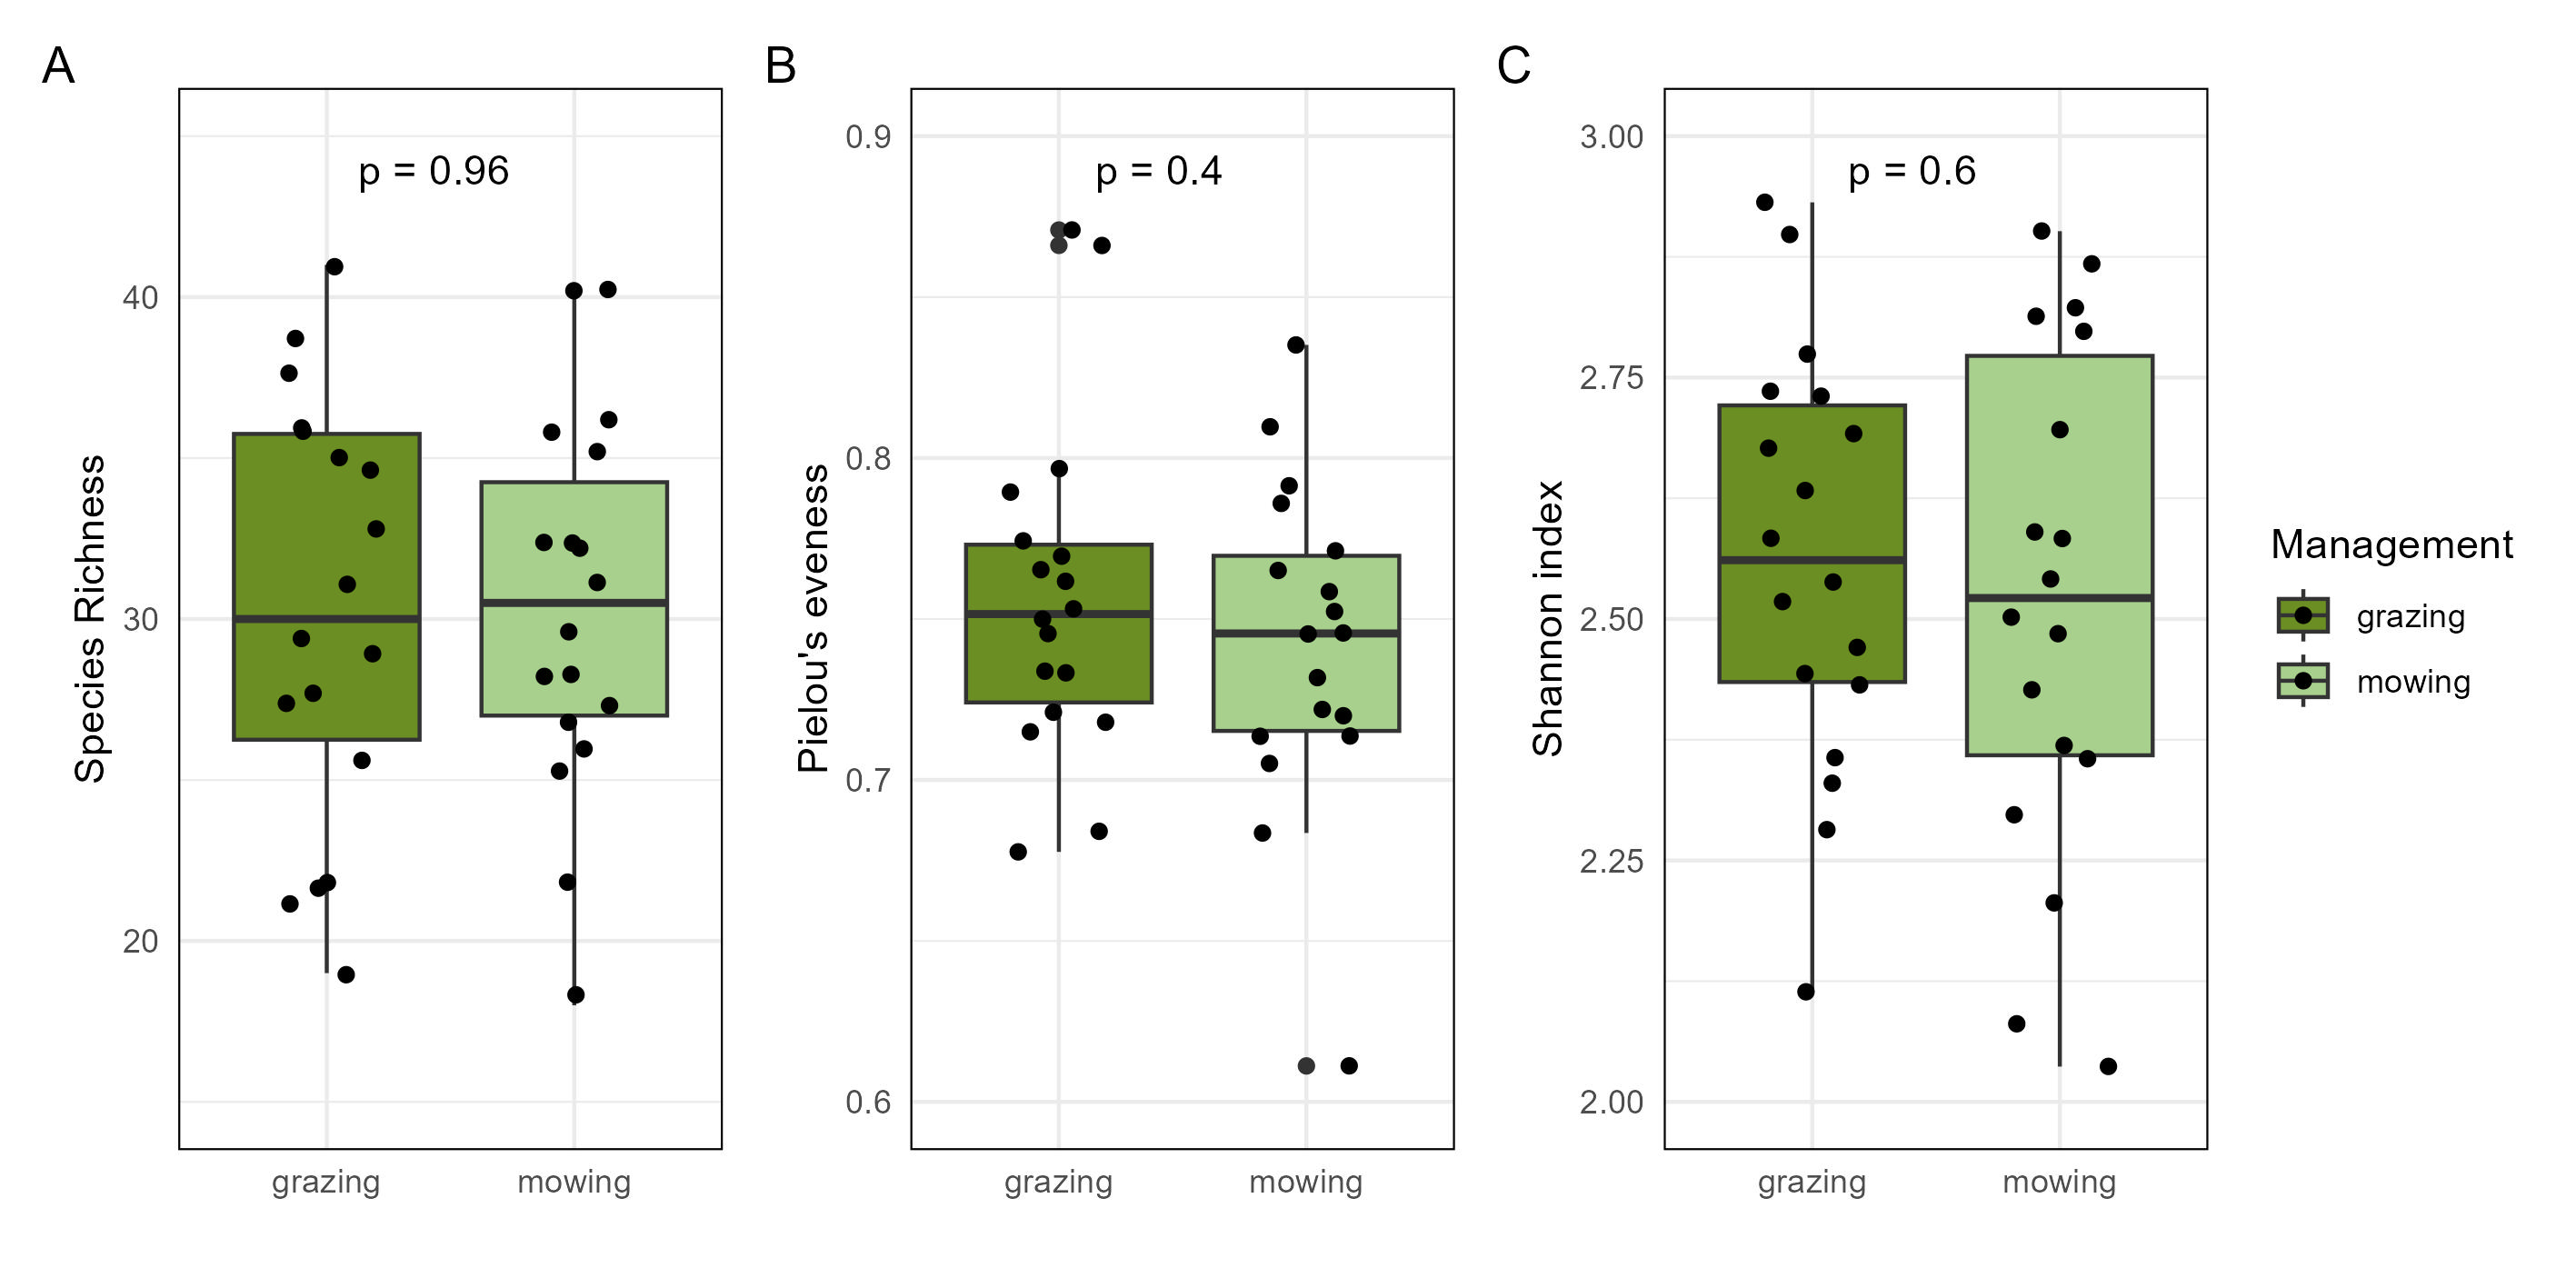 A
B
C
p = 0.96
p = 0.4
p = 0.6
Species Richness
40
30
20
grazing
mowing
Pielou's eveness
0.9
0.8
0.7
0.6
grazing
mowing
Shannon index
3.00
2.75
2.50
2.25
2.00
grazing
mowing
Management
grazing
mowing